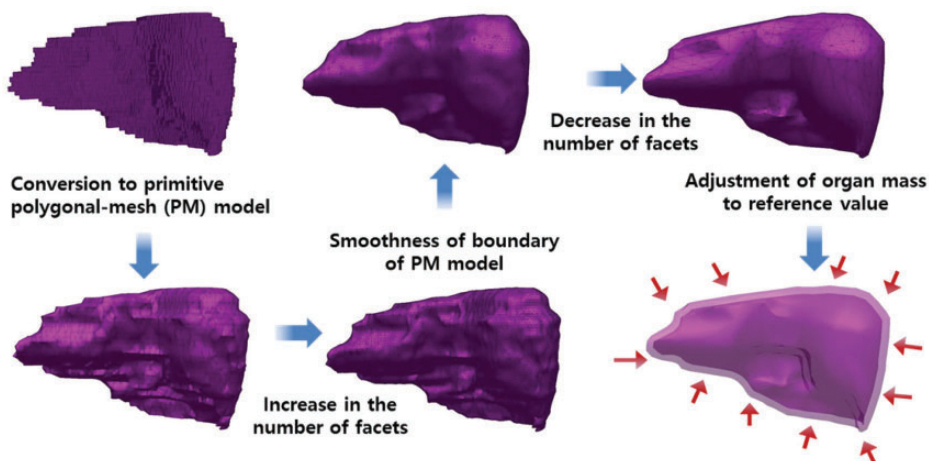 Conversion to primitive
polygonal-mesh (PM) model
Increase in the
number of facets
Smoothness of boundary
of PM model
Decrease in the
number of facets
Adjustment of organ mass
to reference value